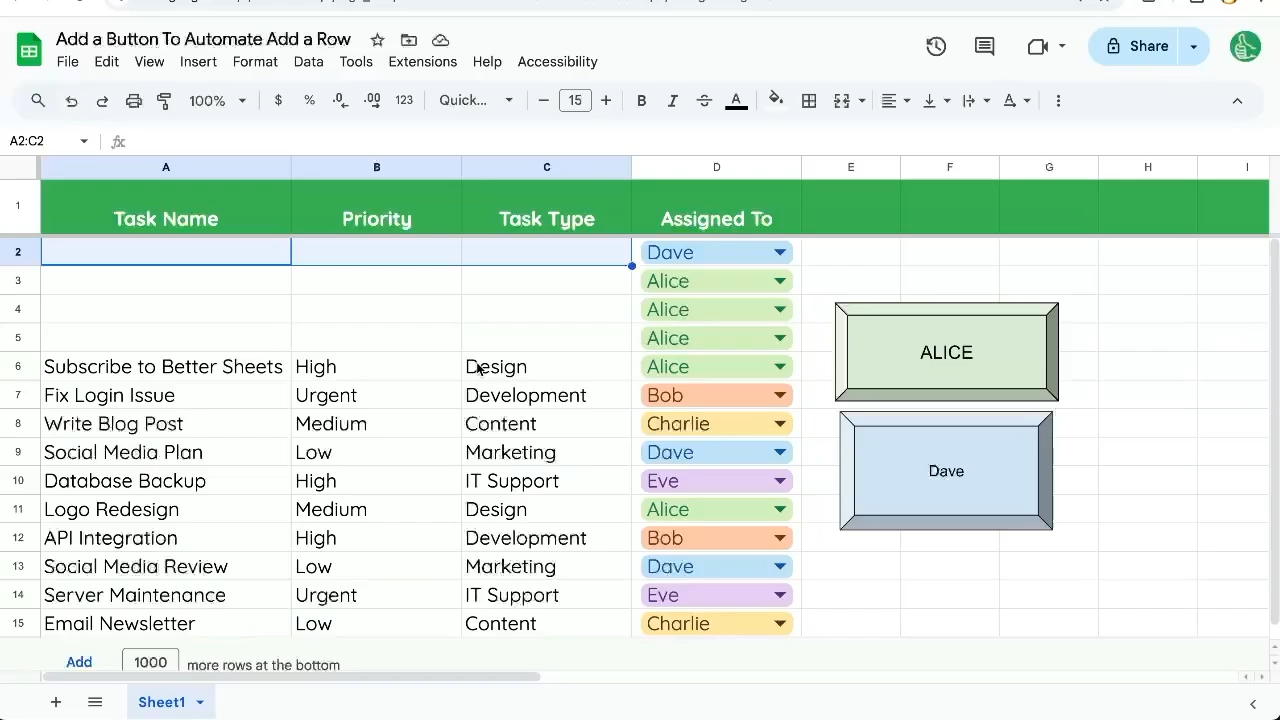 Add a Button To Automate Add a Row
File Edit View Insert Format Data Tools Extensions Help Accessibility
Share
100% $ % .0 .00 123 Quick... − 15 + B I A
A2:C2 fx
A B C D E F G H I
1 Task Name Priority Task Type Assigned To
2 Dave
3 Alice
4 Alice
5 Alice
6 Subscribe to Better Sheets High Design Alice
7 Fix Login Issue Urgent Development Bob
8 Write Blog Post Medium Content Charlie
9 Social Media Plan Low Marketing Dave
10 Database Backup High IT Support Eve
11 Logo Redesign Medium Design Alice
12 API Integration High Development Bob
13 Social Media Review Low Marketing Dave
14 Server Maintenance Urgent IT Support Eve
15 Email Newsletter Low Content Charlie
ALICE
Dave
Add 1000 more rows at the bottom
Sheet1